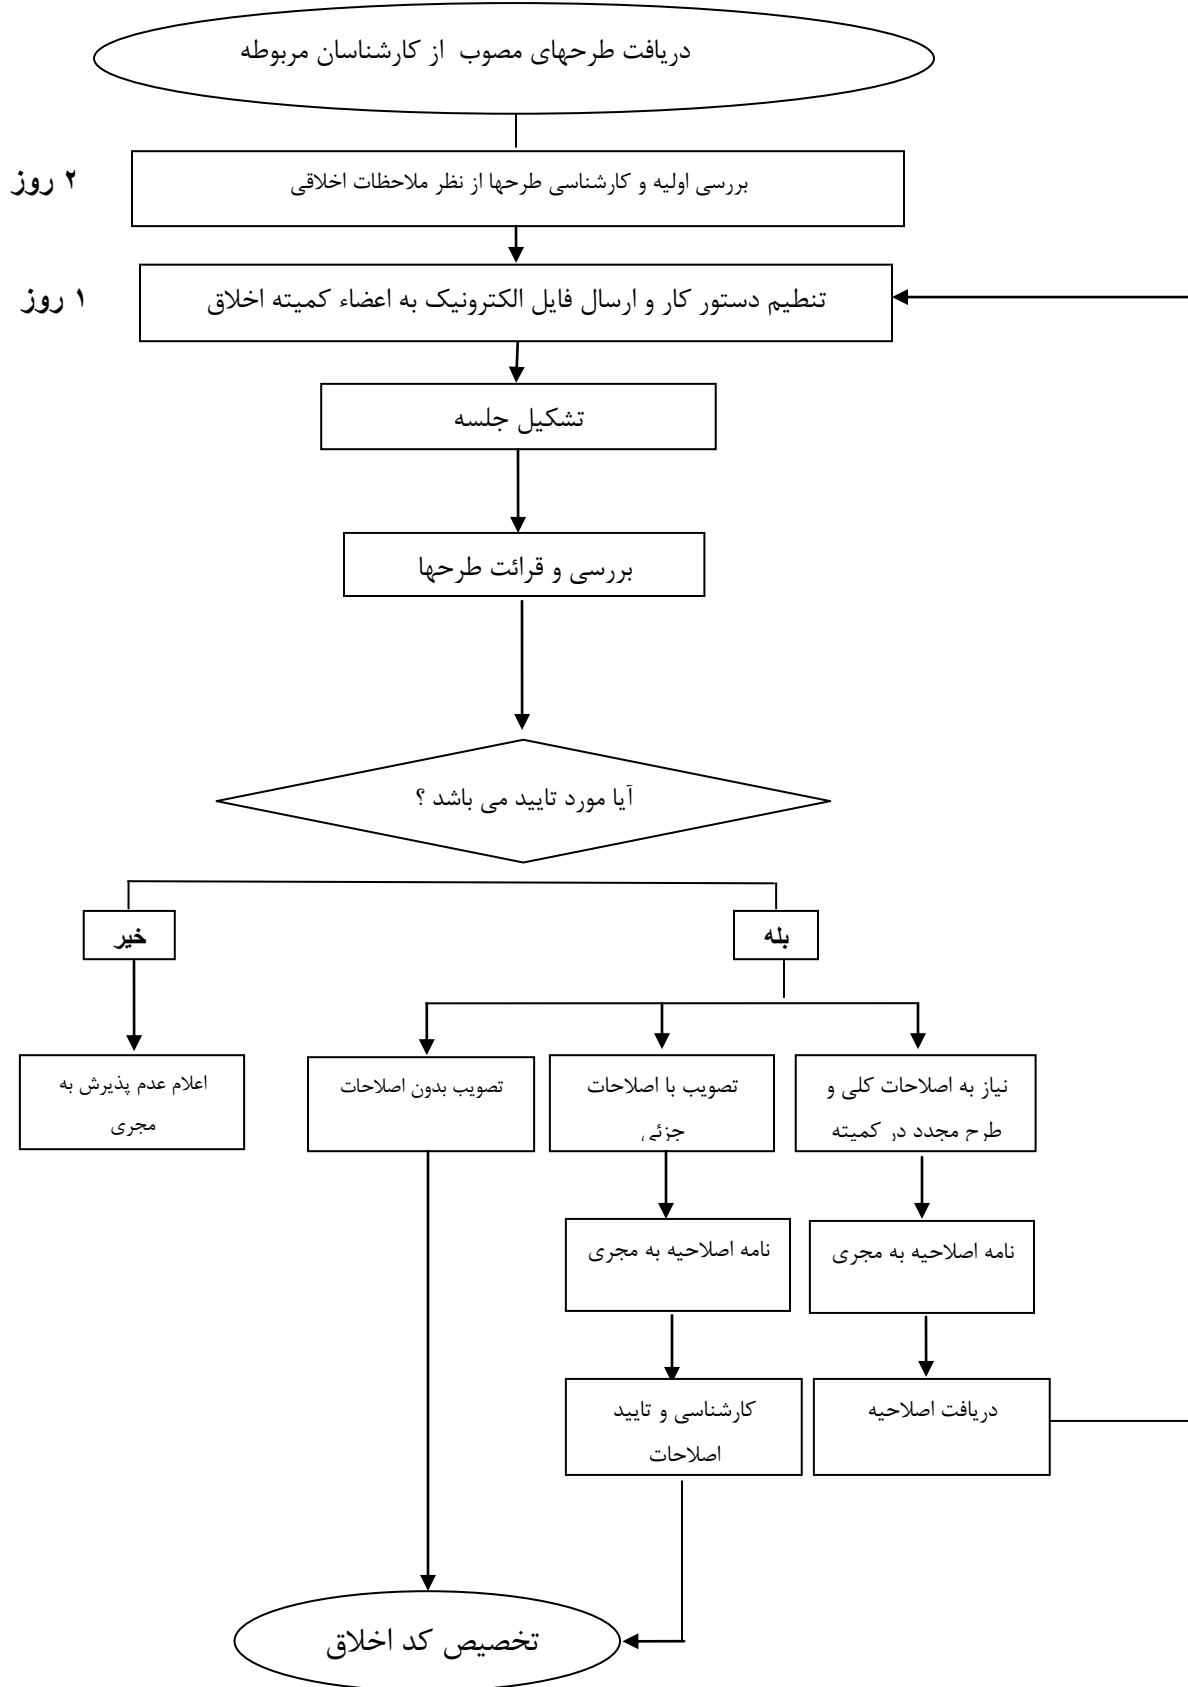 دریافت طرحهای مصوب از کارشناسان مربوطه
۲ روز
بررسی اولیه و کارشناسی طرحها از نظر ملاحظات اخلاقی
۱ روز
تنطیم دستور کار و ارسال فایل الکترونیک به اعضاء کمیته اخلاق
تشکیل جلسه
بررسی و قرائت طرحها
آیا مورد تایید می باشد ؟
بله
خیر
نیاز به اصلاحات کلی و
طرح مجدد در کمیته
تصویب با اصلاحات
جزئی
تصویب بدون اصلاحات
اعلام عدم پذیرش به
مجری
نامه اصلاحیه به مجری
نامه اصلاحیه به مجری
دریافت اصلاحیه
کارشناسی و تایید
اصلاحات
تخصیص کد اخلاق